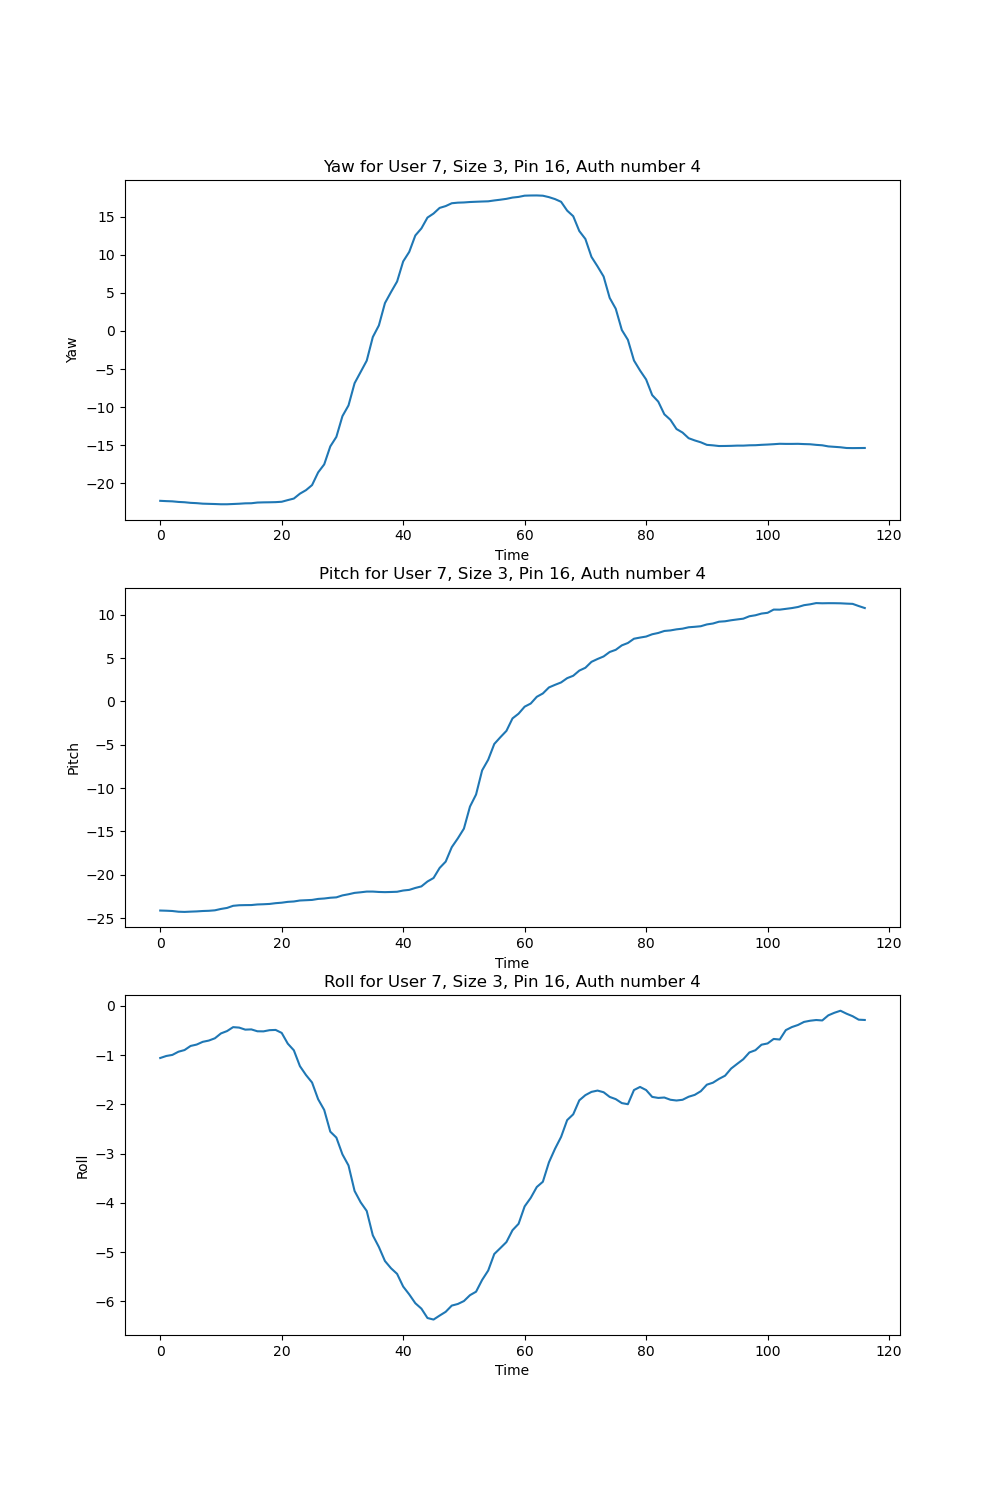 Yaw for User 7, Size 3, Pin 16, Auth number 4
15
10
5
0
−5
−10
−15
−20
Yaw
0 20 40 60 80 100 120
Time
Pitch for User 7, Size 3, Pin 16, Auth number 4
10
5
0
−5
−10
−15
−20
−25
Pitch
0 20 40 60 80 100 120
Time
Roll for User 7, Size 3, Pin 16, Auth number 4
0
−1
−2
−3
−4
−5
−6
Roll
0 20 40 60 80 100 120
Time